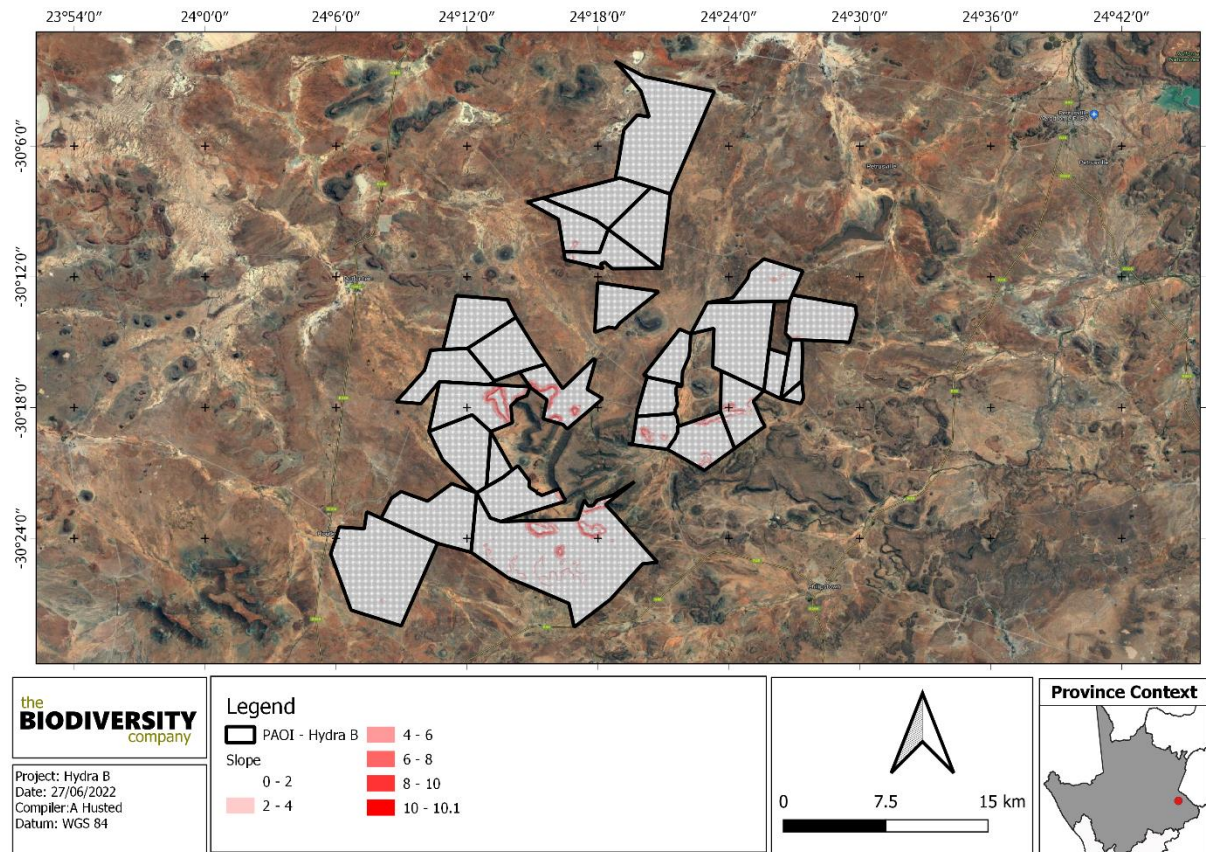 23°54′0″ 24°0′0″ 24°6′0″ 24°12′0″ 24°18′0″ 24°24′0″ 24°30′0″ 24°36′0″ 24°42′0″
-30°6′0″
-30°12′0″
-30°18′0″
-30°24′0″
Petrusville
the
BIODIVERSITY
company
Project: Hydra B
Date: 27/06/2022
Compiler:A Husted
Datum: WGS 84
Legend
PAOI - Hydra B
Slope
0 - 2
2 - 4
4 - 6
6 - 8
8 - 10
10 - 10.1
0 7.5 15 km
Province Context